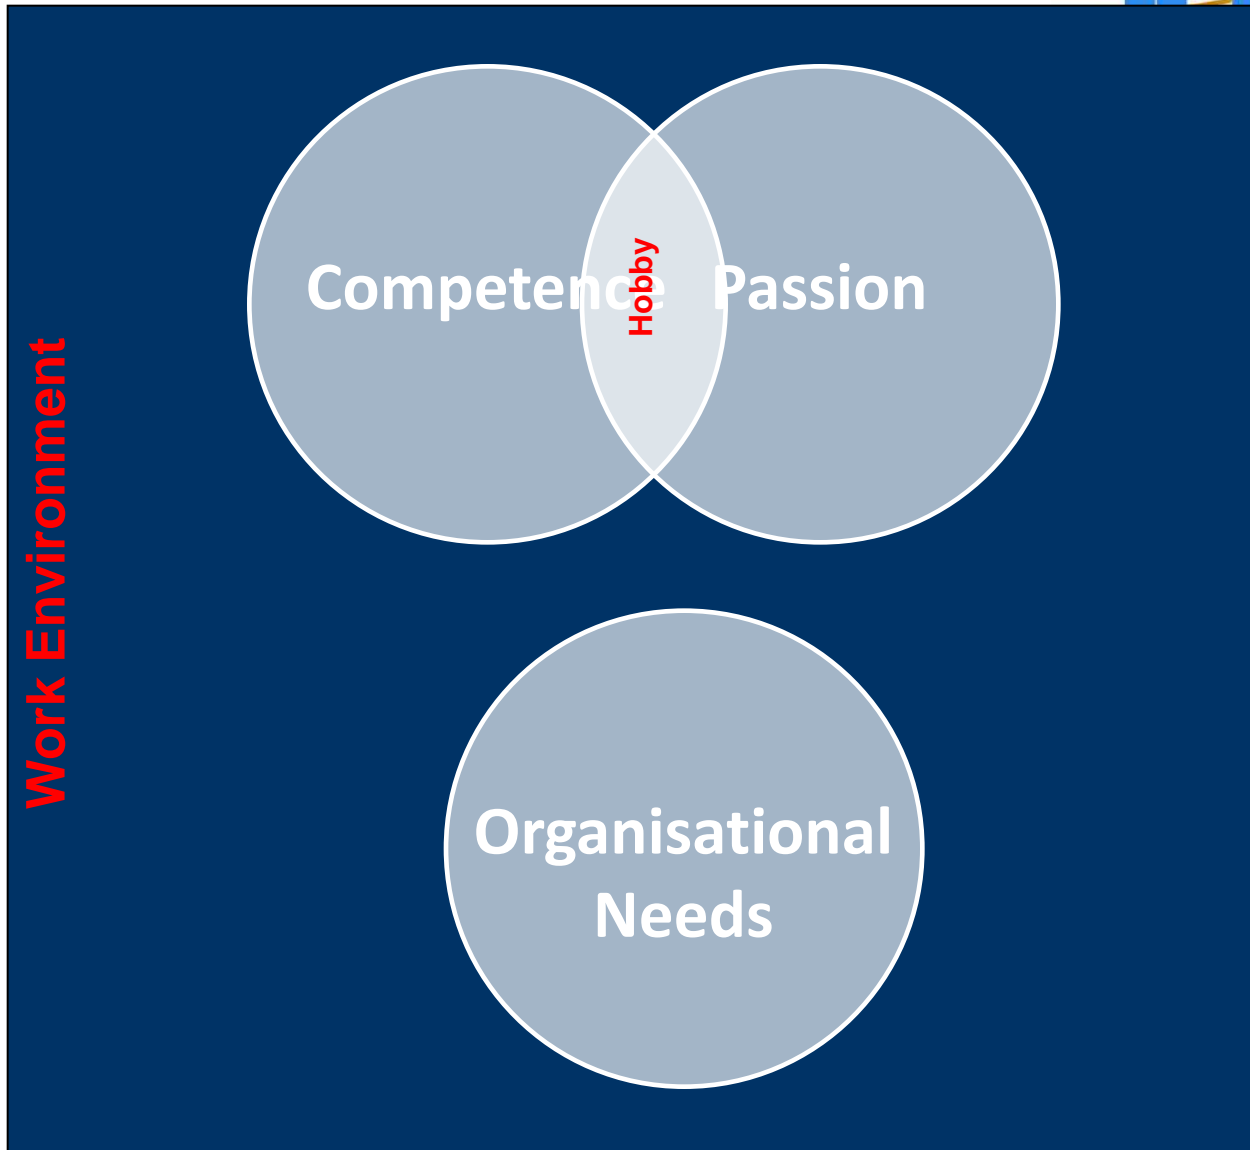 Competence
Hobby
Passion
Work Environment
Organisational
Needs